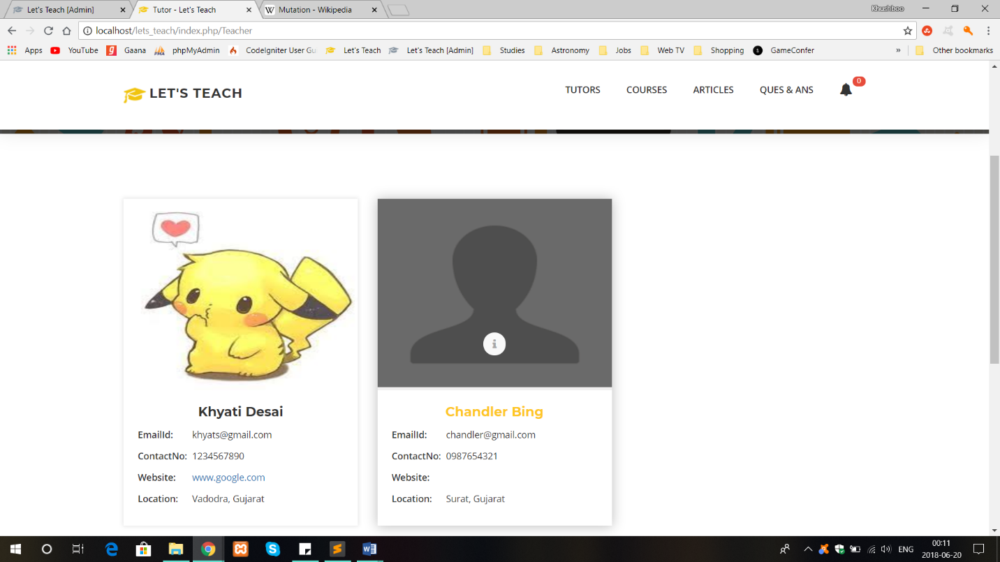 Let's Teach [Admin]
Tutor - Let's Teach
Mutation - Wikipedia
Khushboo
localhost/lets_teach/index.php/Teacher
Apps YouTube Gaana phpMyAdmin CodeIgniter User Gu Let's Teach Let's Teach [Admin] Studies Astronomy Jobs Web TV Shopping GameConfer » Other bookmarks
LET'S TEACH
TUTORS COURSES ARTICLES QUES & ANS 0
Khyati Desai
EmailId: khyats@gmail.com
ContactNo: 1234567890
Website: www.google.com
Location: Vadodra, Gujarat
Chandler Bing
EmailId: chandler@gmail.com
ContactNo: 0987654321
Website:
Location: Surat, Gujarat
ENG
00:11
2018-06-20